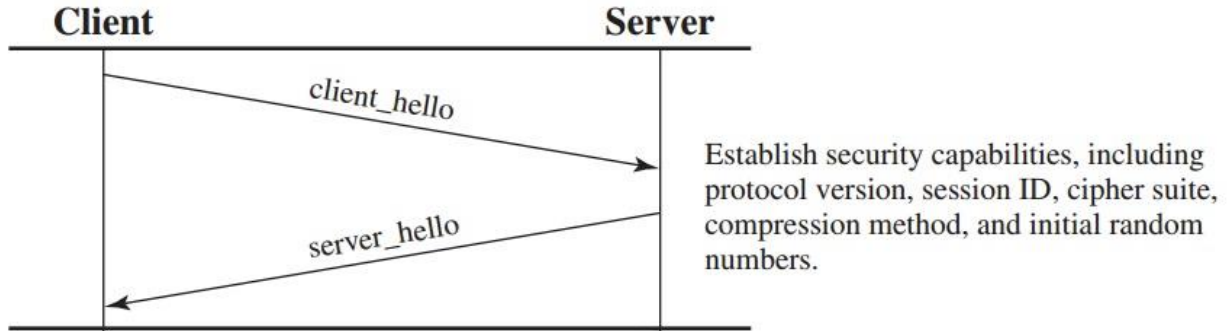 Client Server
client_hello
Establish security capabilities, including
protocol version, session ID, cipher suite,
compression method, and initial random
numbers.
server_hello